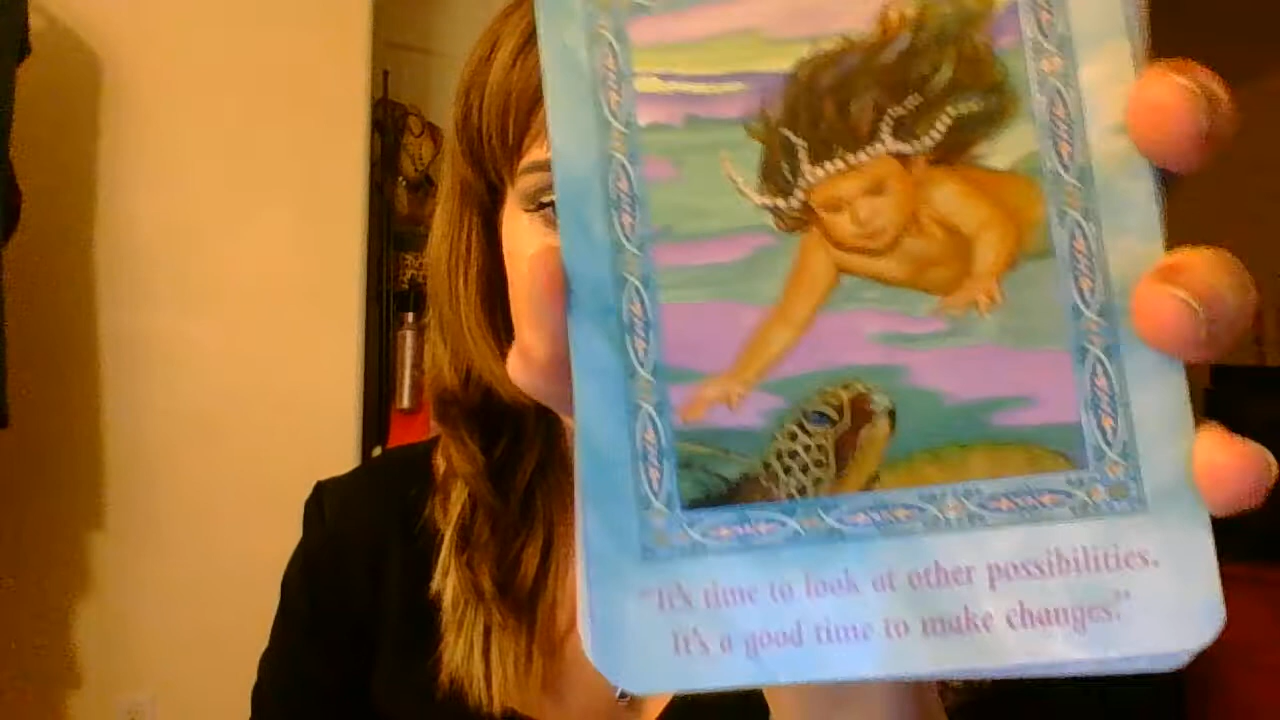 "It's time to look at other possibilities.
It's a good time to make changes."